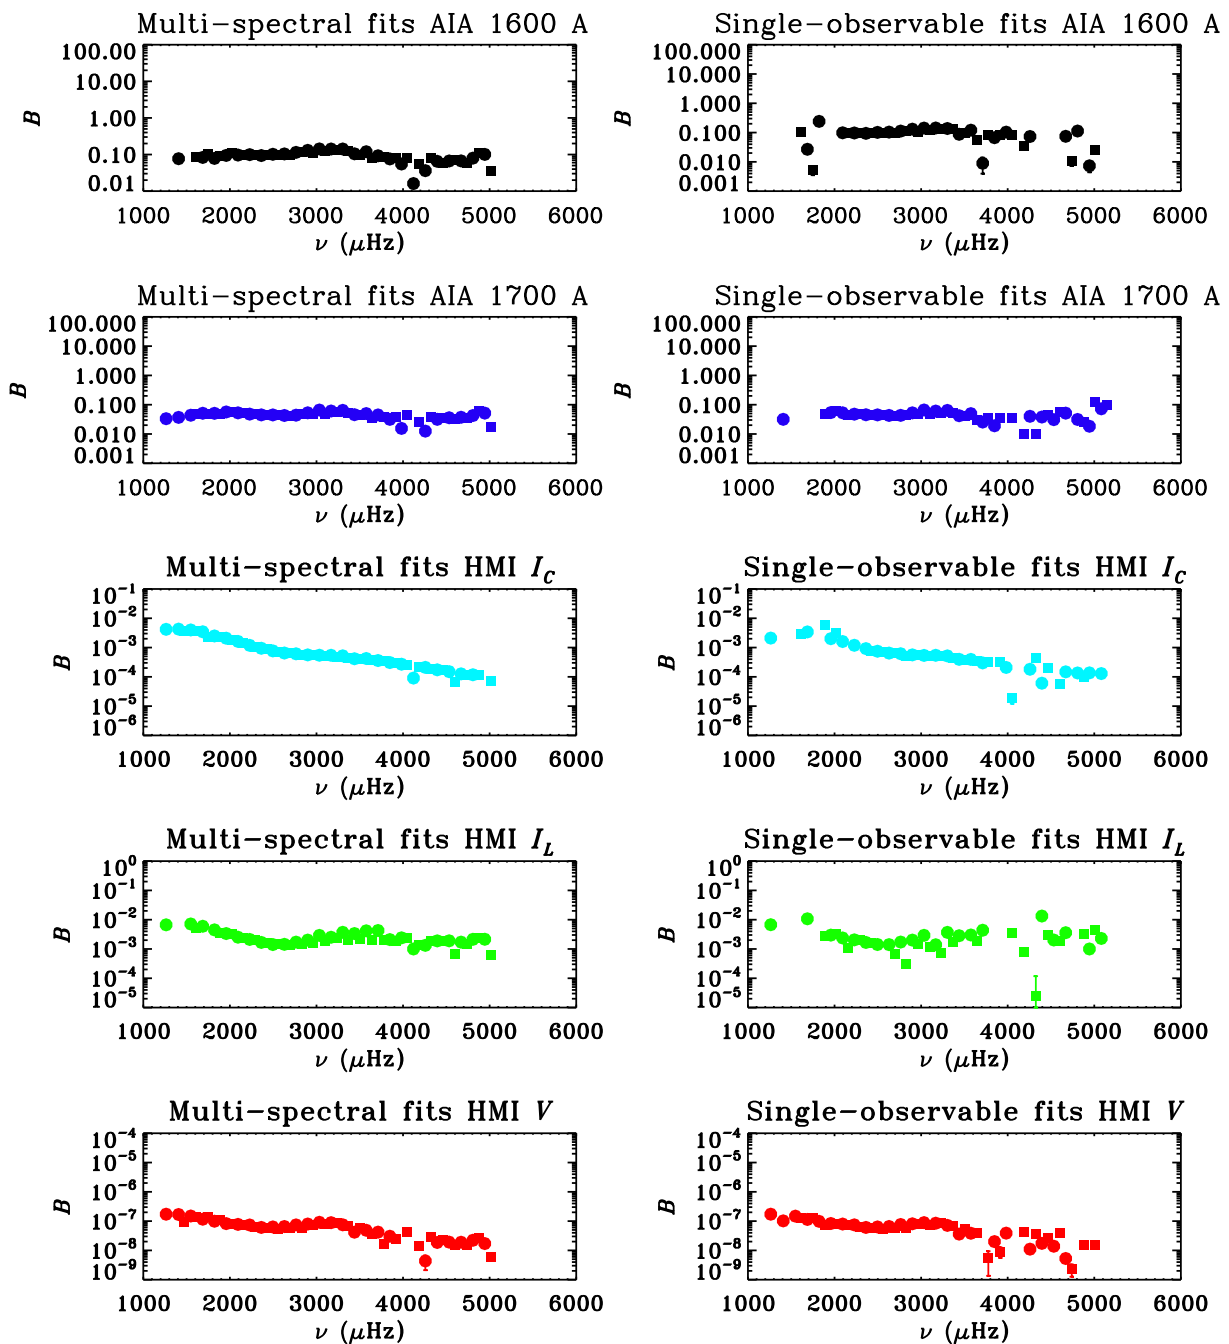 Multi-spectral fits AIA 1600 A
B
100.00
10.00
1.00
0.10
0.01
1000 2000 3000 4000 5000 6000
ν (μHz)
Single-observable fits AIA 1600 A
B
100.000
10.000
1.000
0.100
0.010
0.001
1000 2000 3000 4000 5000 6000
ν (μHz)
Multi-spectral fits AIA 1700 A
B
100.000
10.000
1.000
0.100
0.010
0.001
1000 2000 3000 4000 5000 6000
ν (μHz)
Single-observable fits AIA 1700 A
B
100.000
10.000
1.000
0.100
0.010
0.001
1000 2000 3000 4000 5000 6000
ν (μHz)
Multi-spectral fits HMI I_C
B
10⁻¹
10⁻²
10⁻³
10⁻⁴
10⁻⁵
10⁻⁶
1000 2000 3000 4000 5000 6000
ν (μHz)
Single-observable fits HMI I_C
B
10⁻¹
10⁻²
10⁻³
10⁻⁴
10⁻⁵
10⁻⁶
1000 2000 3000 4000 5000 6000
ν (μHz)
Multi-spectral fits HMI I_L
B
10⁰
10⁻¹
10⁻²
10⁻³
10⁻⁴
10⁻⁵
1000 2000 3000 4000 5000 6000
ν (μHz)
Single-observable fits HMI I_L
B
10⁰
10⁻¹
10⁻²
10⁻³
10⁻⁴
10⁻⁵
1000 2000 3000 4000 5000 6000
ν (μHz)
Multi-spectral fits HMI V
B
10⁻⁴
10⁻⁵
10⁻⁶
10⁻⁷
10⁻⁸
10⁻⁹
1000 2000 3000 4000 5000 6000
ν (μHz)
Single-observable fits HMI V
B
10⁻⁴
10⁻⁵
10⁻�6
10⁻⁷
10⁻⁸
10⁻⁹
1000 2000 3000 4000 5000 6000
ν (μHz)